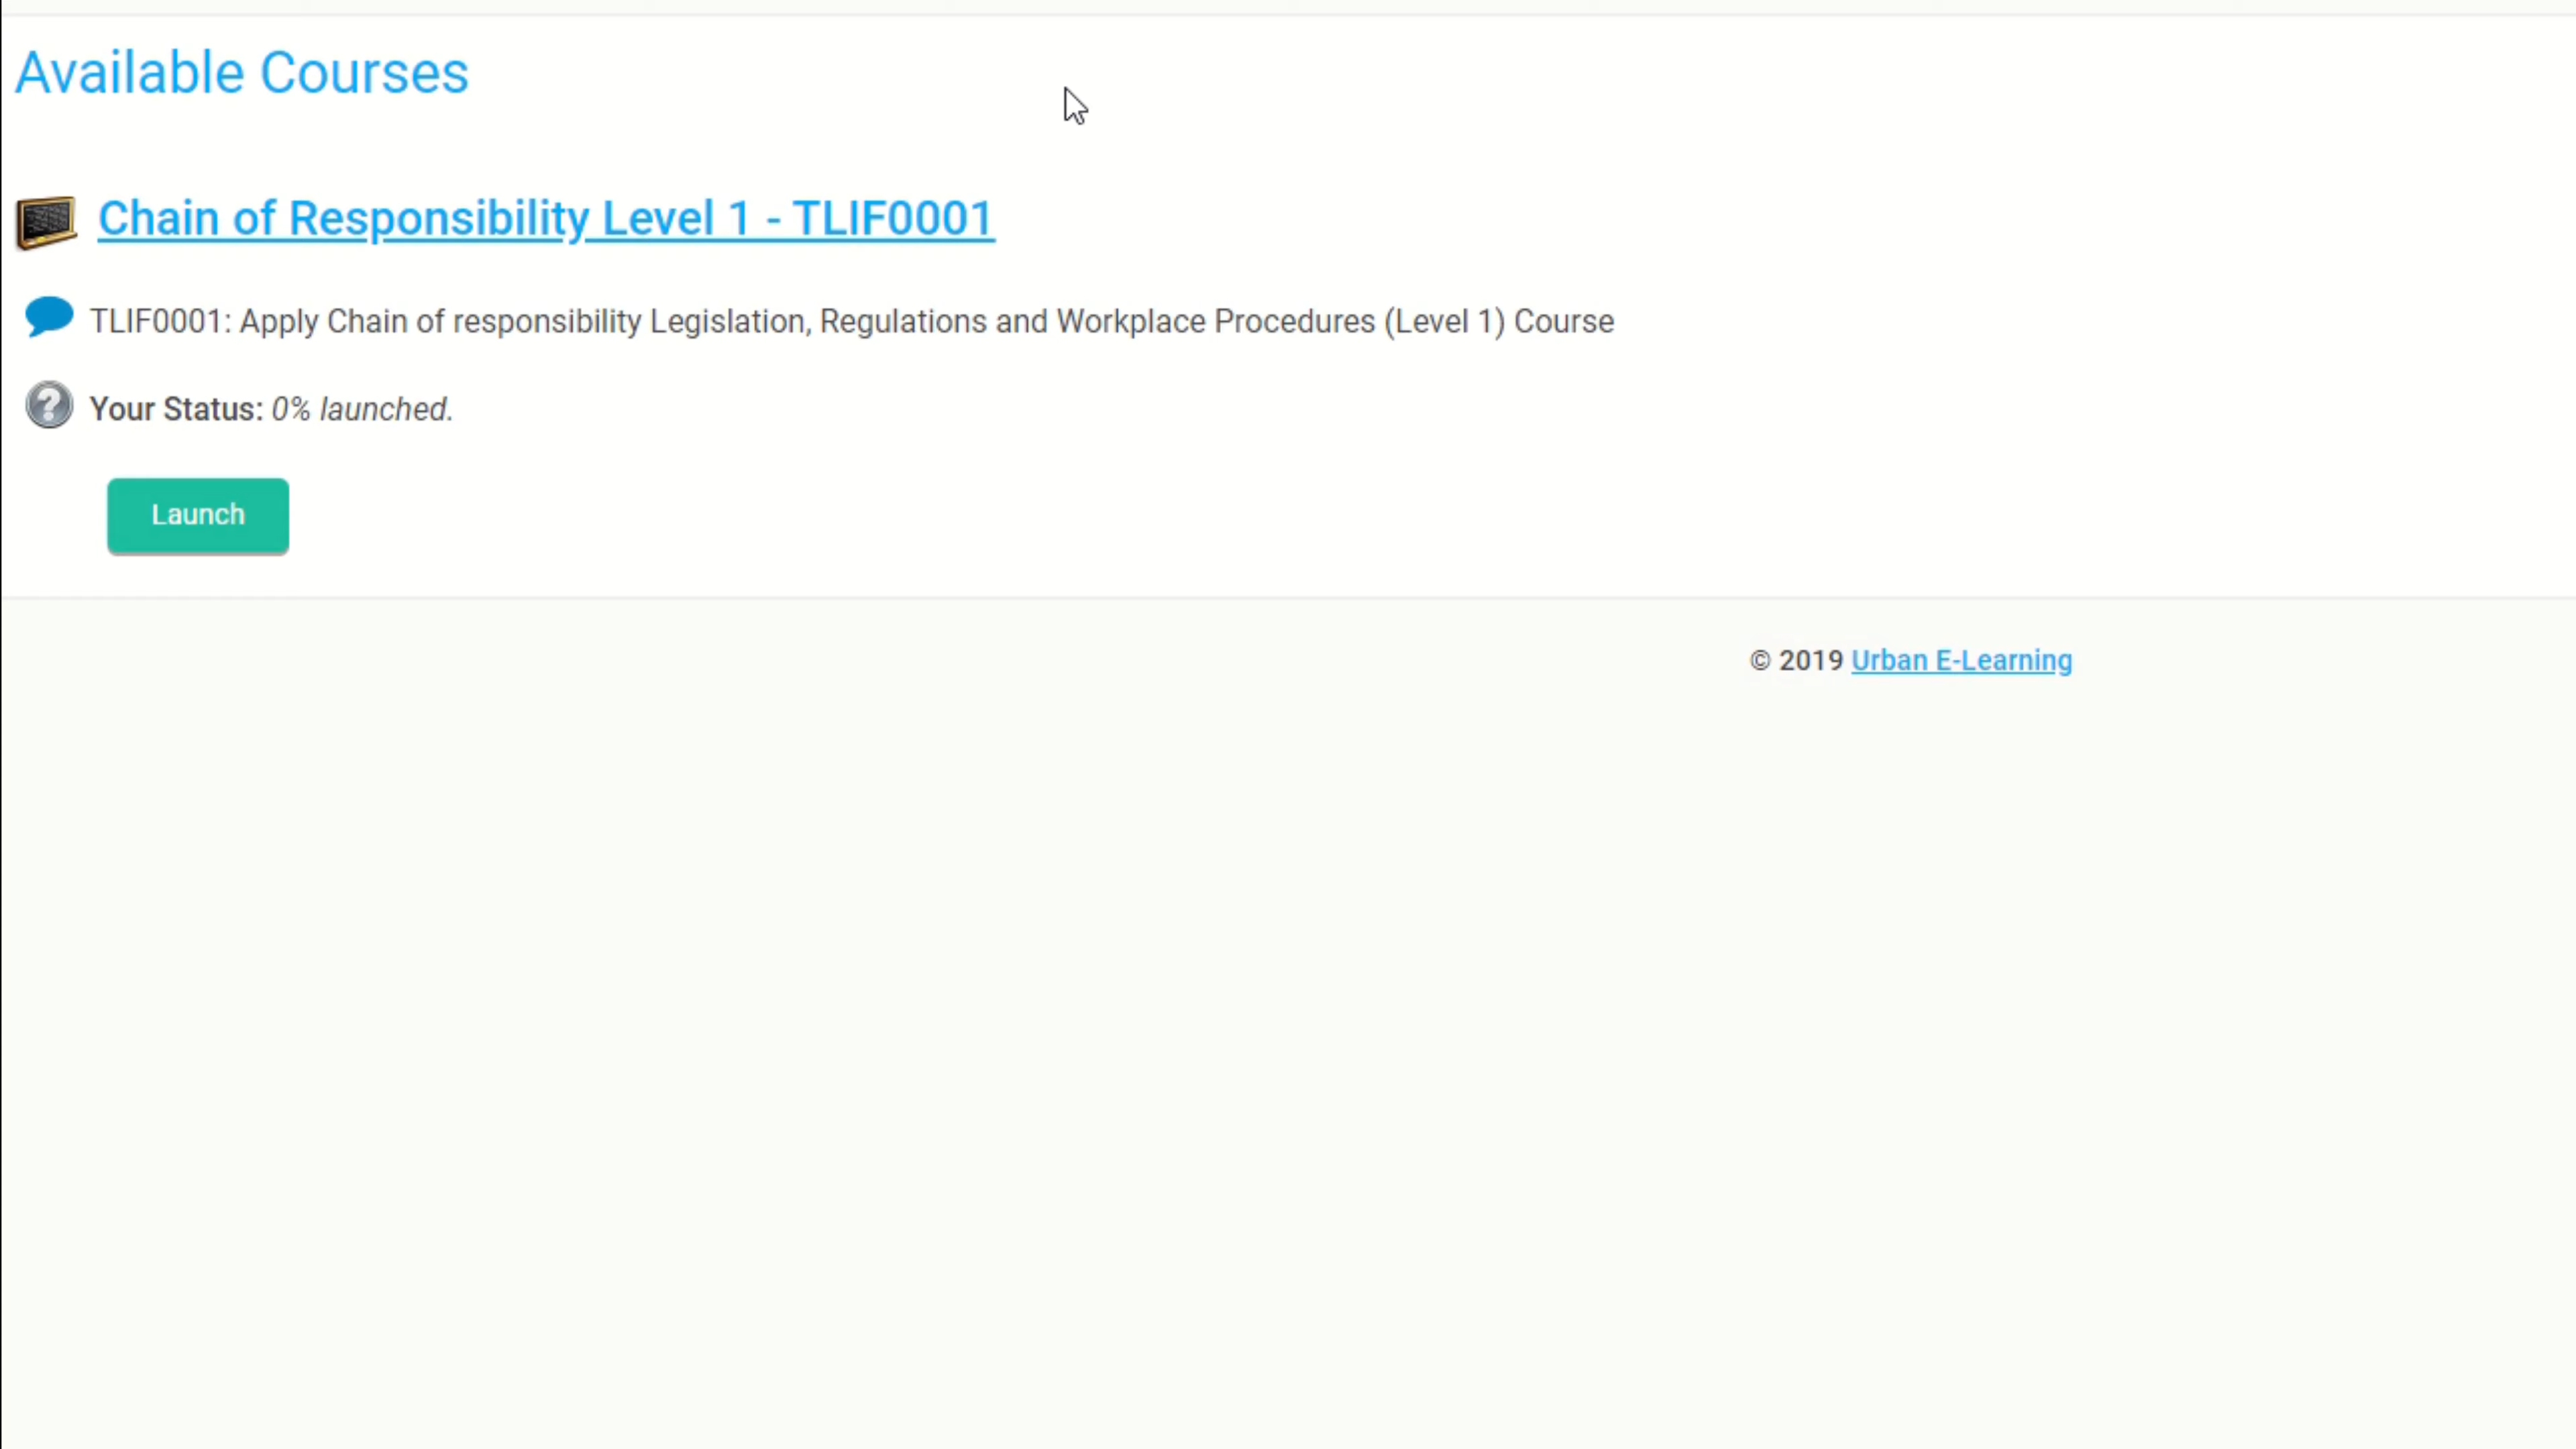 Available Courses
Chain of Responsibility Level 1 - TLIF0001
TLIF0001: Apply Chain of responsibility Legislation, Regulations and Workplace Procedures (Level 1) Course
Your Status: 0% launched.
Launch
© 2019 Urban E-Learning